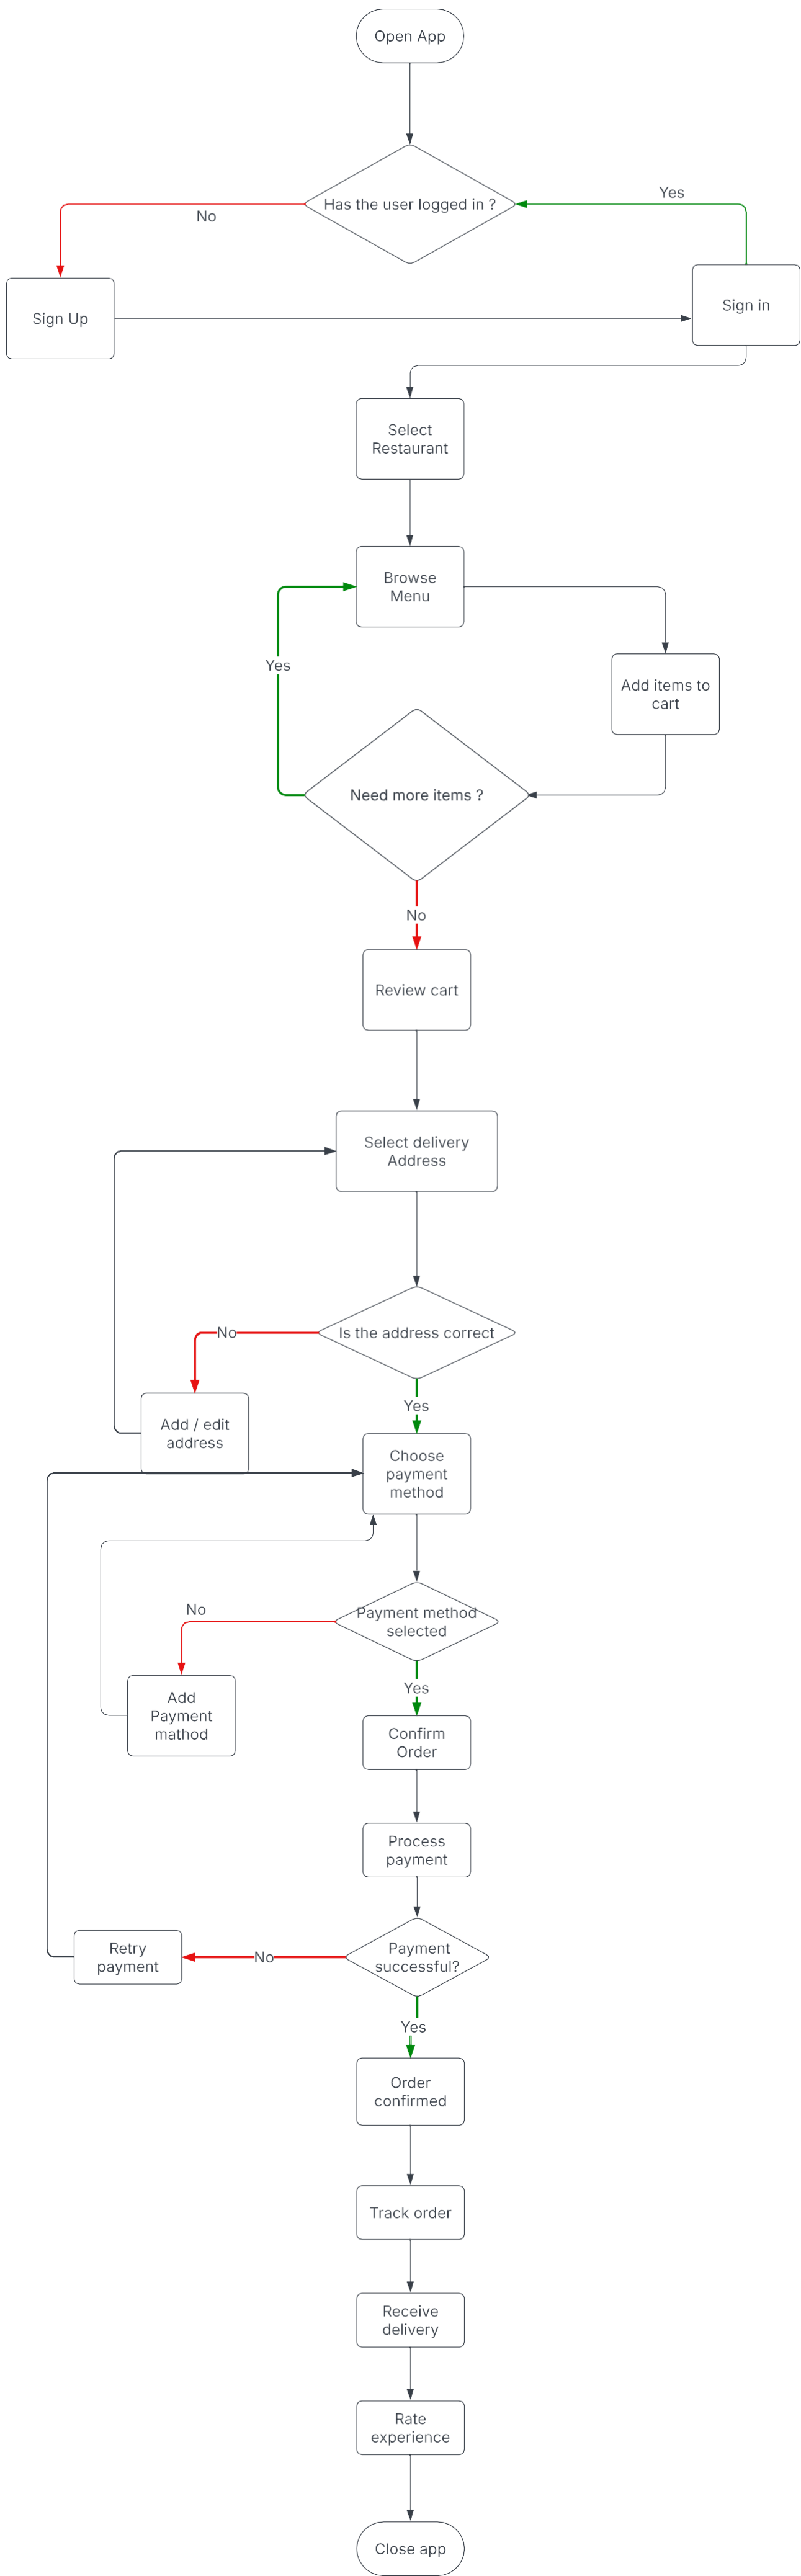 Open App
Has the user logged in ?
Yes
No
Sign Up
Sign in
Select
Restaurant
Browse
Menu
Yes
Add items to
cart
Need more items ?
No
Review cart
Select delivery
Address
Is the address correct
No
Yes
Add / edit
address
Choose
payment
method
Payment method
selected
No
Yes
Add
Payment
mathod
Confirm
Order
Process
payment
Payment
successful?
No
Retry
payment
Yes
Order
confirmed
Track order
Receive
delivery
Rate
experience
Close app